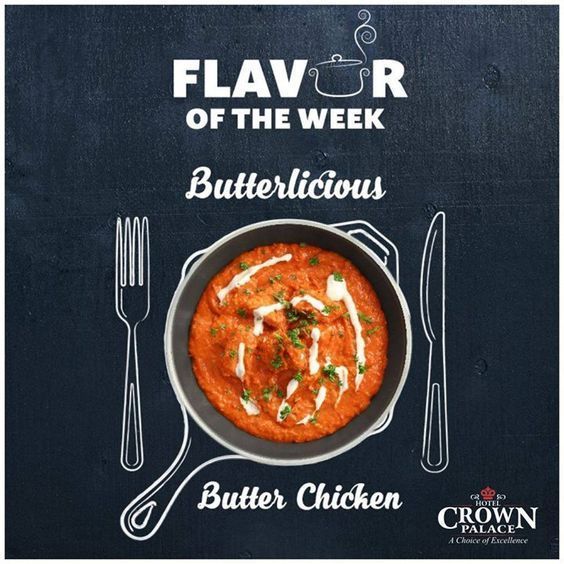 FLAVOR
OF THE WEEK
Butterlicious
Butter Chicken
HOTEL
CROWN
PALACE
A Choice of Excellence